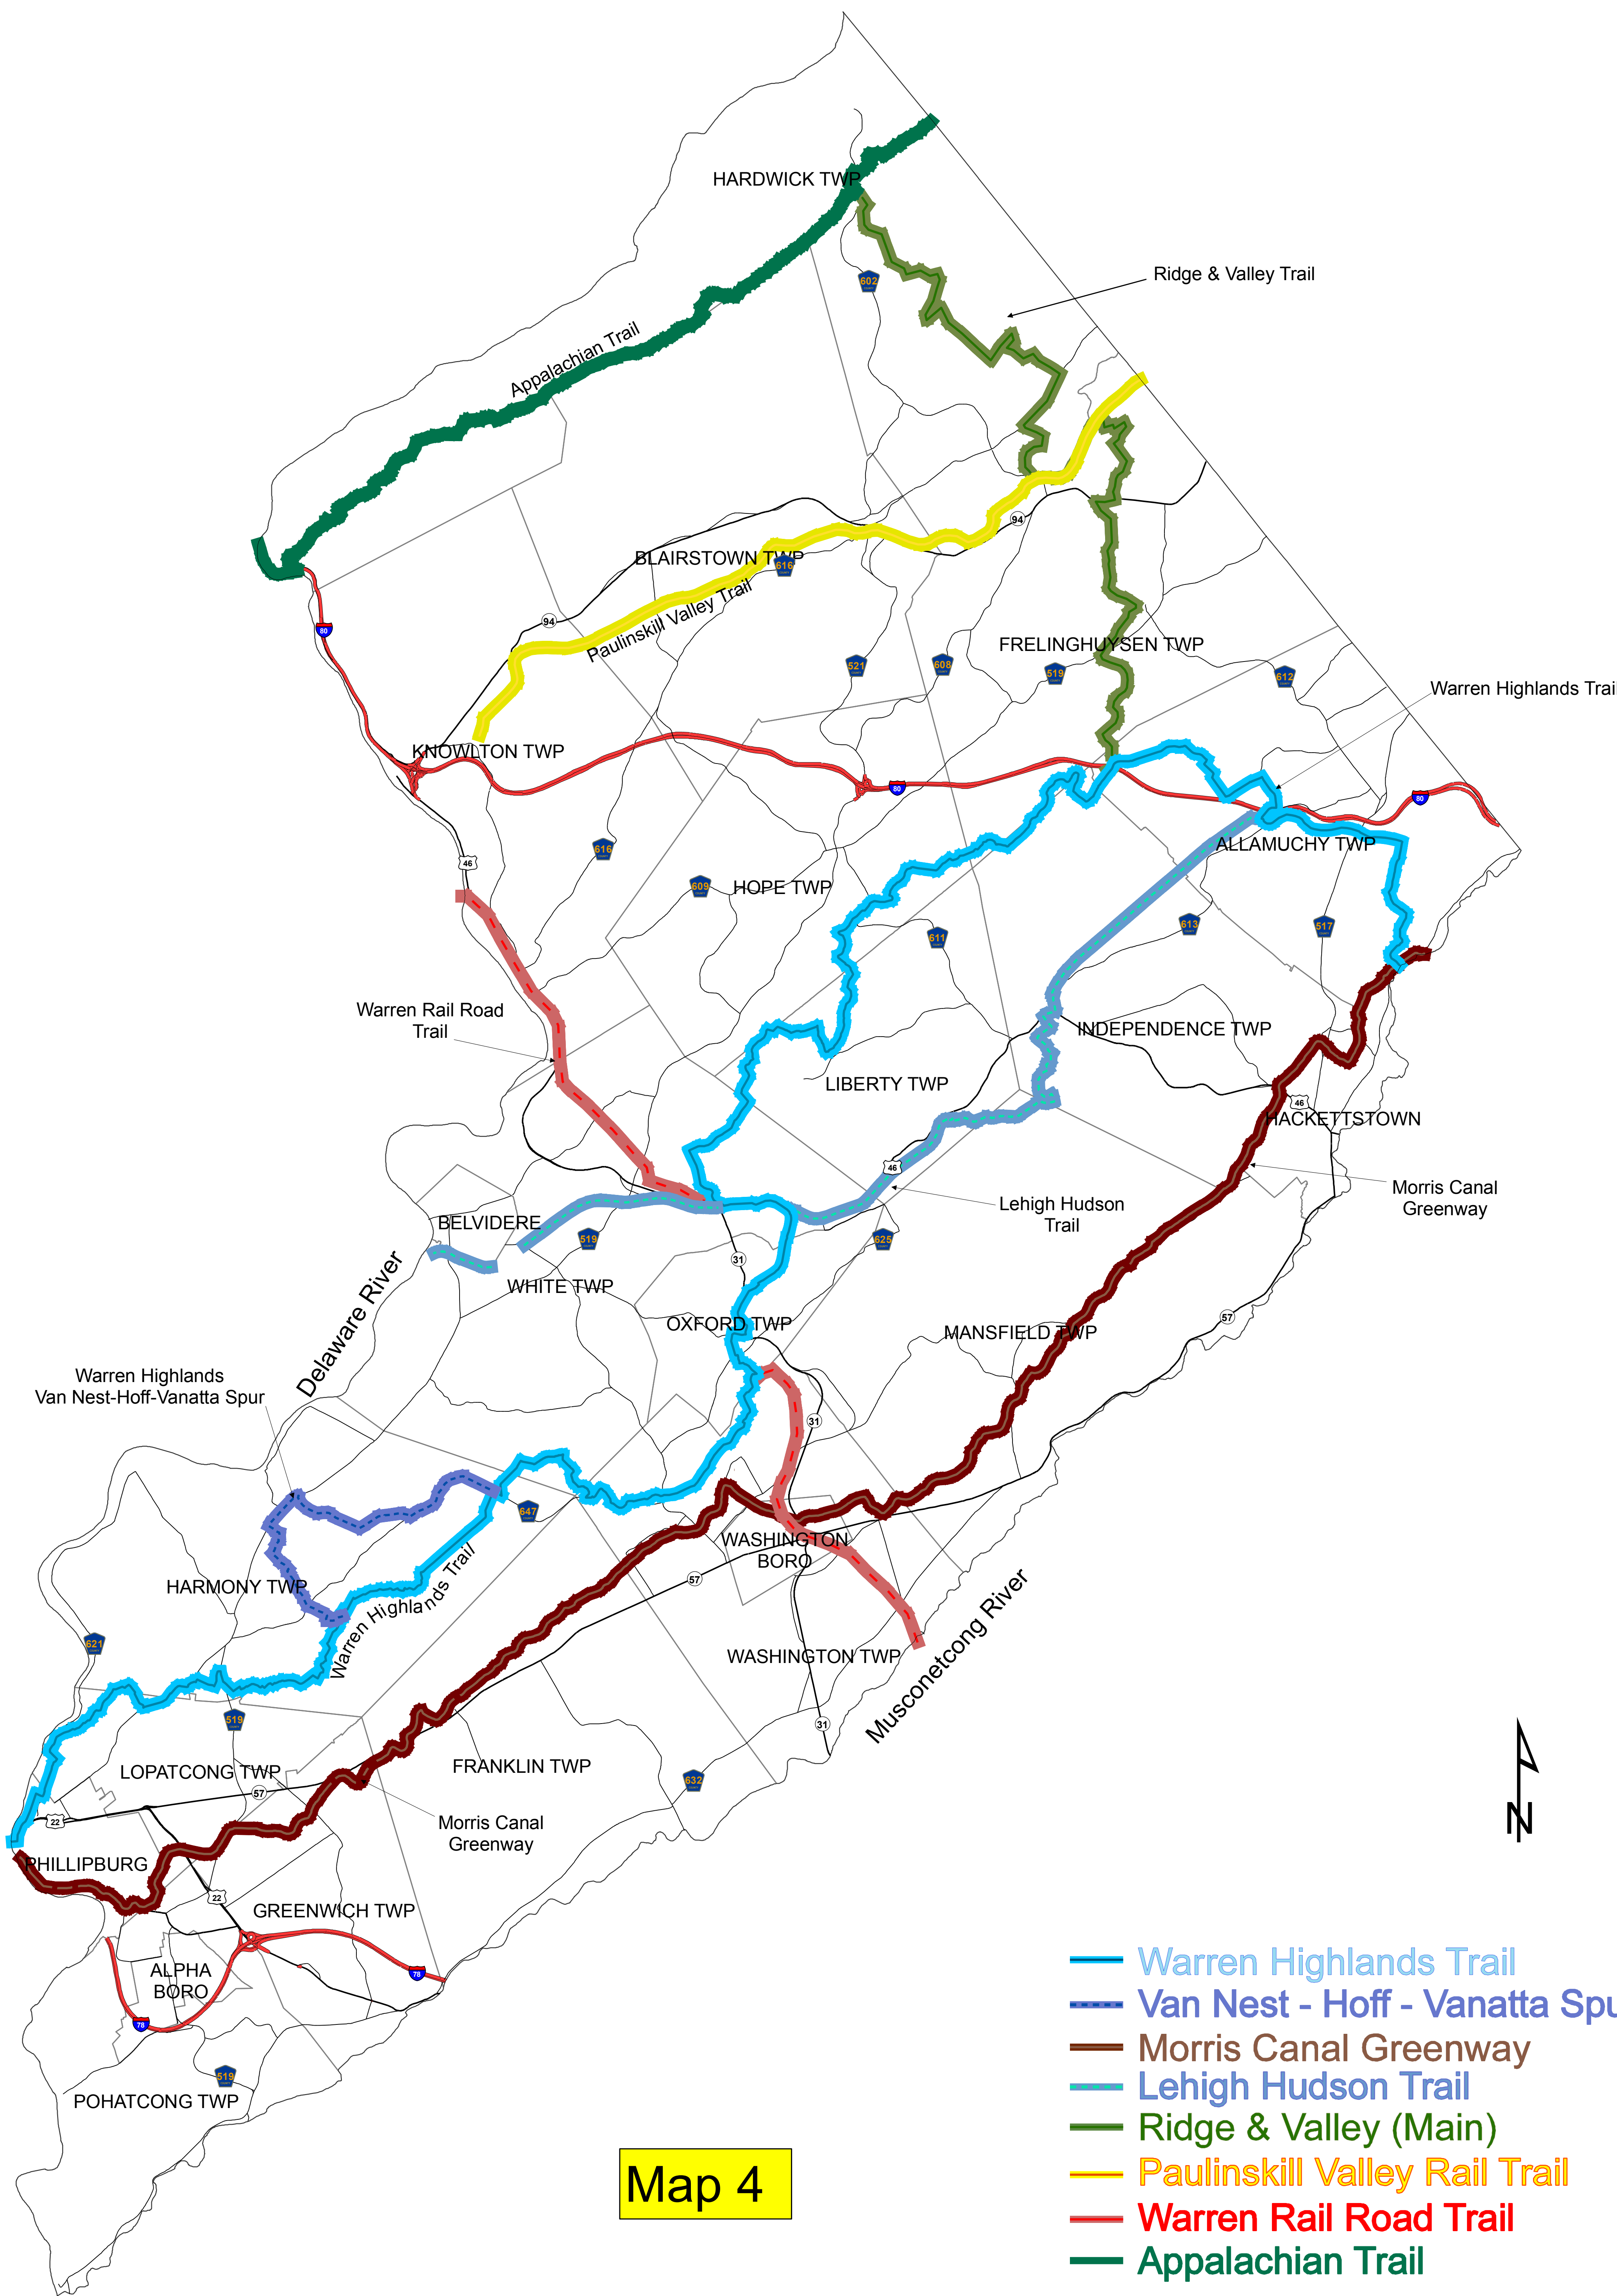 HARDWICK TWP
602
Ridge & Valley Trail
Appalachian Trail
94
BLAIRSTOWN TWP
616
Paulinskill Valley Trail
94
80
FRELINGHUYSEN TWP
521
608
519
612
Warren Highlands Trai
KNOWLTON TWP
80
80
46
616
ALLAMUCHY TWP
609
HOPE TWP
611
613
517
Warren Rail Road
Trail
INDEPENDENCE TWP
LIBERTY TWP
46
HACKETTSTOWN
46
Morris Canal
Greenway
Lehigh Hudson
Trail
BELVIDERE
519
625
31
WHITE TWP
Delaware River
OXFORD TWP
MANSFIELD TWP
57
Warren Highlands
Van Nest-Hoff-Vanatta Spur
31
647
WASHINGTON
BORO
57
HARMONY TWP
Warren Highlands Trail
621
WASHINGTON TWP
Musconetcong River
519
31
LOPATCONG TWP
FRANKLIN TWP
632
57
22
Morris Canal
Greenway
PHILLIPBURG
22
GREENWICH TWP
ALPHA
BORO
78
78
519
POHATCONG TWP
N
Warren Highlands Trail
Van Nest - Hoff - Vanatta Spu
Morris Canal Greenway
Lehigh Hudson Trail
Ridge & Valley (Main)
Paulinskill Valley Rail Trail
Warren Rail Road Trail
Appalachian Trail
Map 4